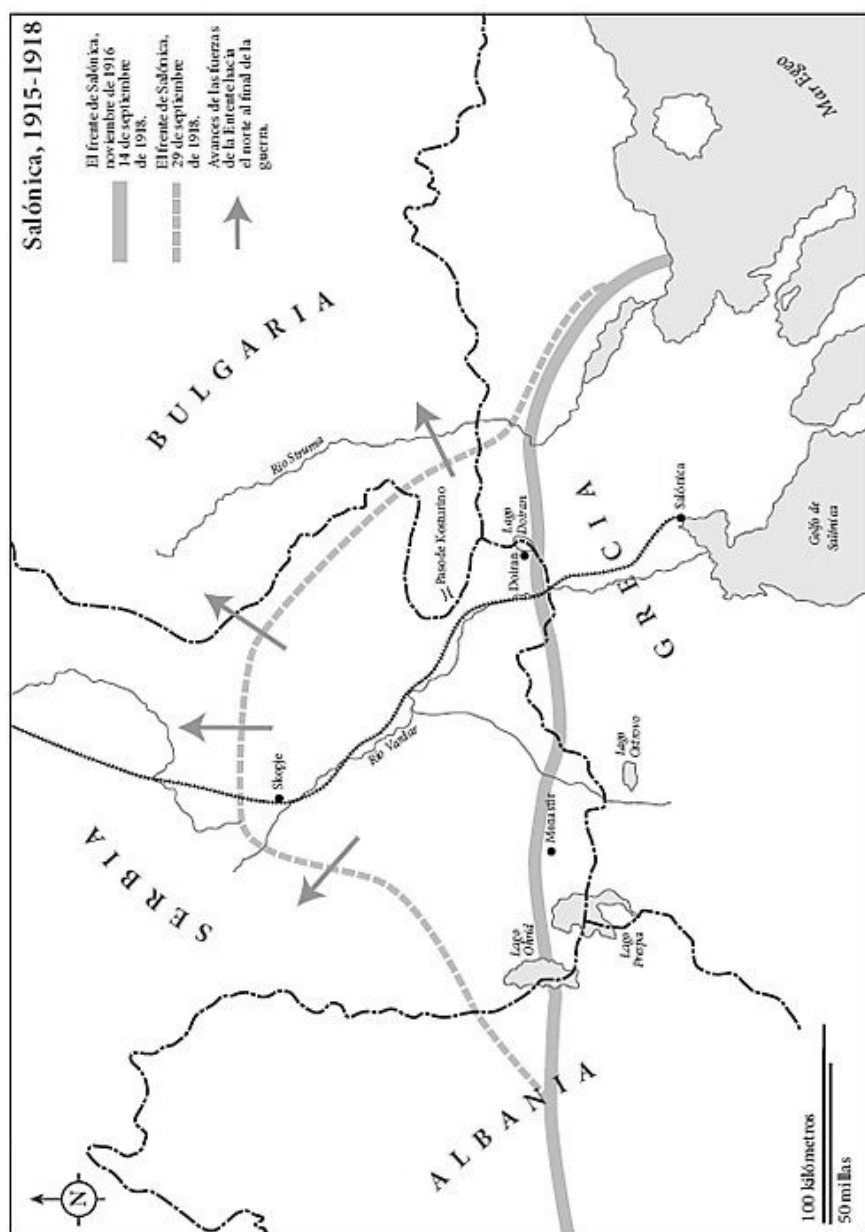 Salónica, 1915-1918
El frente de Salónica,
noviembre de 1916
14 de septiembre
de 1918.
El frente de Salónica,
29 de septiembre
de 1918.
Avances de las fuerzas
de la Entente hacia
el norte al final de la
guerra.
N
SERBIA
BULGARIA
Río Struma
Skopje
Río Vardar
Paso de Kosturino
Lago
Doiran
Doiran
ALBANIA
Lago
Ohrid
Monastir
Lago
Prespa
Lago
Ostrovo
GRECIA
Salónica
Golfo de
Salónica
Mar Egeo
100 kilómetros
50 millas